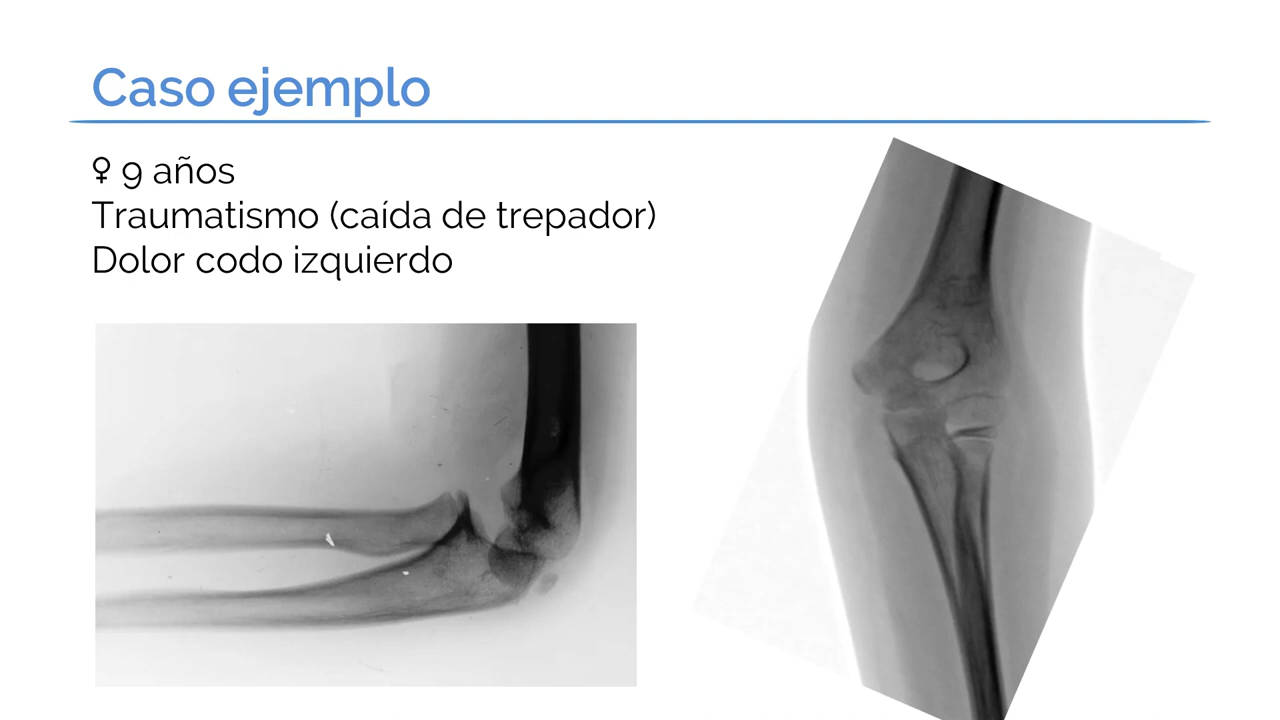 Caso ejemplo
♀ 9 años
Traumatismo (caída de trepador)
Dolor codo izquierdo